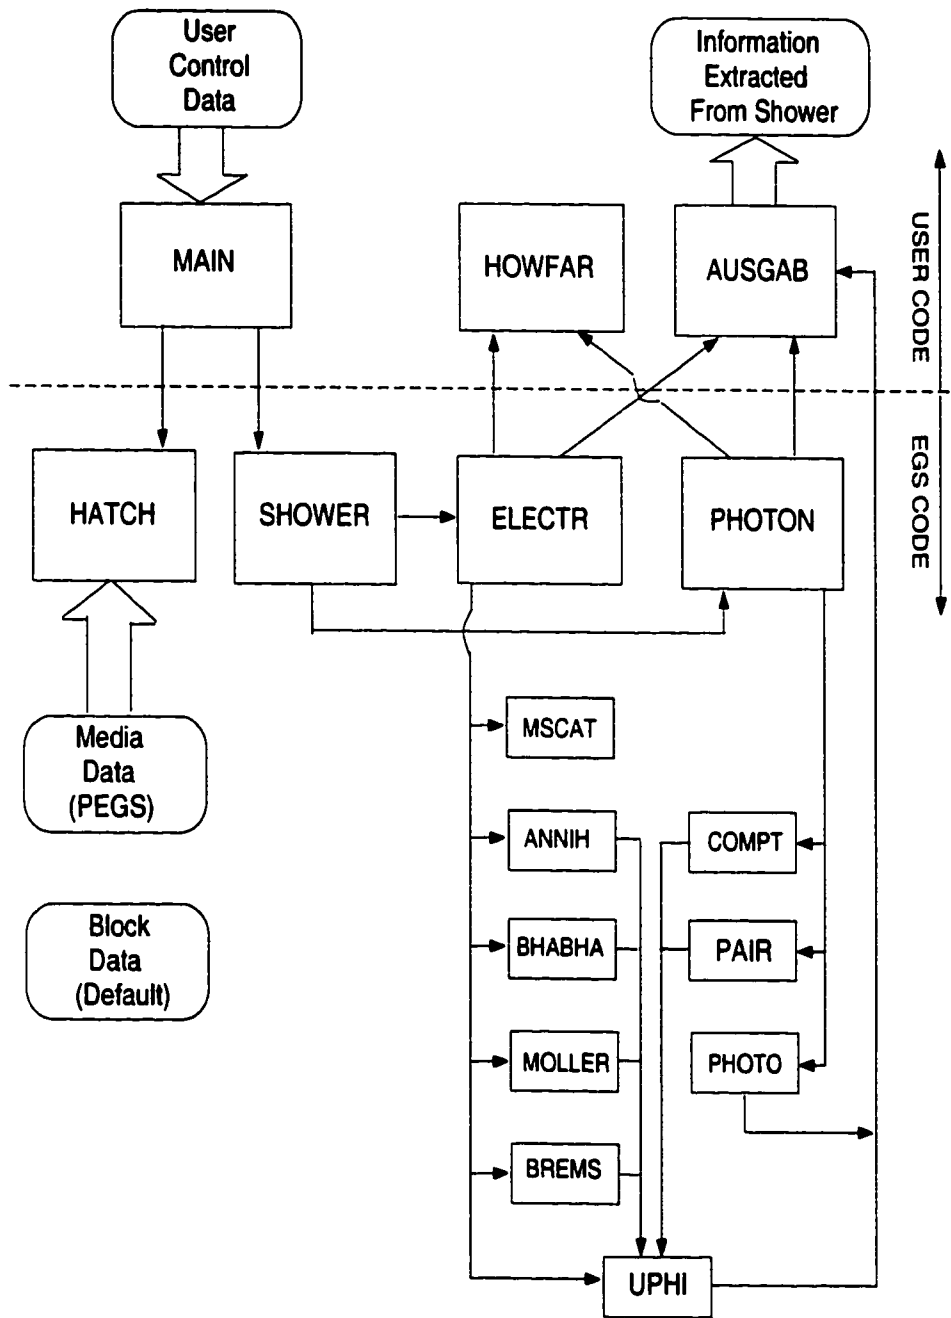 User
Control
Data
Information
Extracted
From Shower
MAIN
HOWFAR
AUSGAB
USER CODE
EGS CODE
HATCH
SHOWER
ELECTR
PHOTON
Media
Data
(PEGS)
MSCAT
ANNIH
COMPT
Block
Data
(Default)
BHABHA
PAIR
MOLLER
PHOTO
BREMS
UPHI